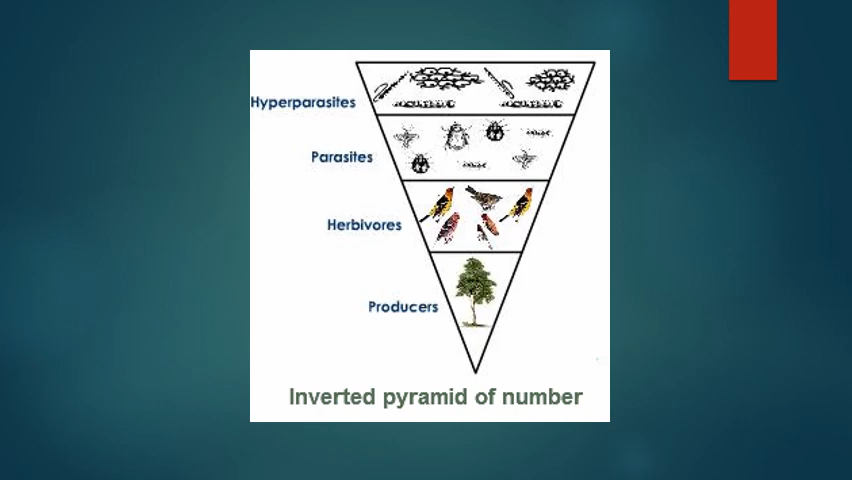 Hyperparasites
Parasites
Herbivores
Producers
Inverted pyramid of number